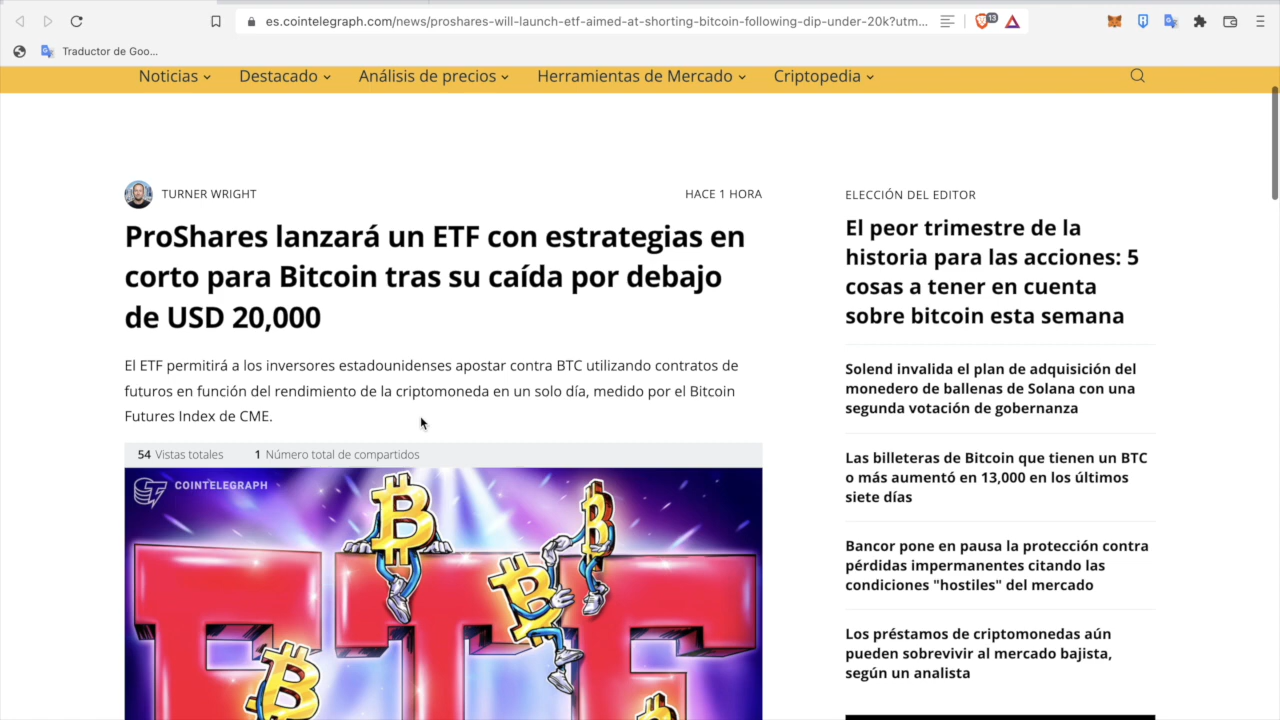 es.cointelegraph.com/news/proshares-will-launch-etf-aimed-at-shorting-bitcoin-following-dip-under-20k?utm...
13
Traductor de Goo...
Noticias
Destacado
Análisis de precios
Herramientas de Mercado
Criptopedia
TURNER WRIGHT
HACE 1 HORA
ProShares lanzará un ETF con estrategias en
corto para Bitcoin tras su caída por debajo
de USD 20,000
El ETF permitirá a los inversores estadounidenses apostar contra BTC utilizando contratos de
futuros en función del rendimiento de la criptomoneda en un solo día, medido por el Bitcoin
Futures Index de CME.
54 Vistas totales
1 Número total de compartidos
COINTELEGRAPH
ETF
ELECCIÓN DEL EDITOR
El peor trimestre de la
historia para las acciones: 5
cosas a tener en cuenta
sobre bitcoin esta semana
Solend invalida el plan de adquisición del
monedero de ballenas de Solana con una
segunda votación de gobernanza
Las billeteras de Bitcoin que tienen un BTC
o más aumentó en 13,000 en los últimos
siete días
Bancor pone en pausa la protección contra
pérdidas impermanentes citando las
condiciones "hostiles" del mercado
Los préstamos de criptomonedas aún
pueden sobrevivir al mercado bajista,
según un analista